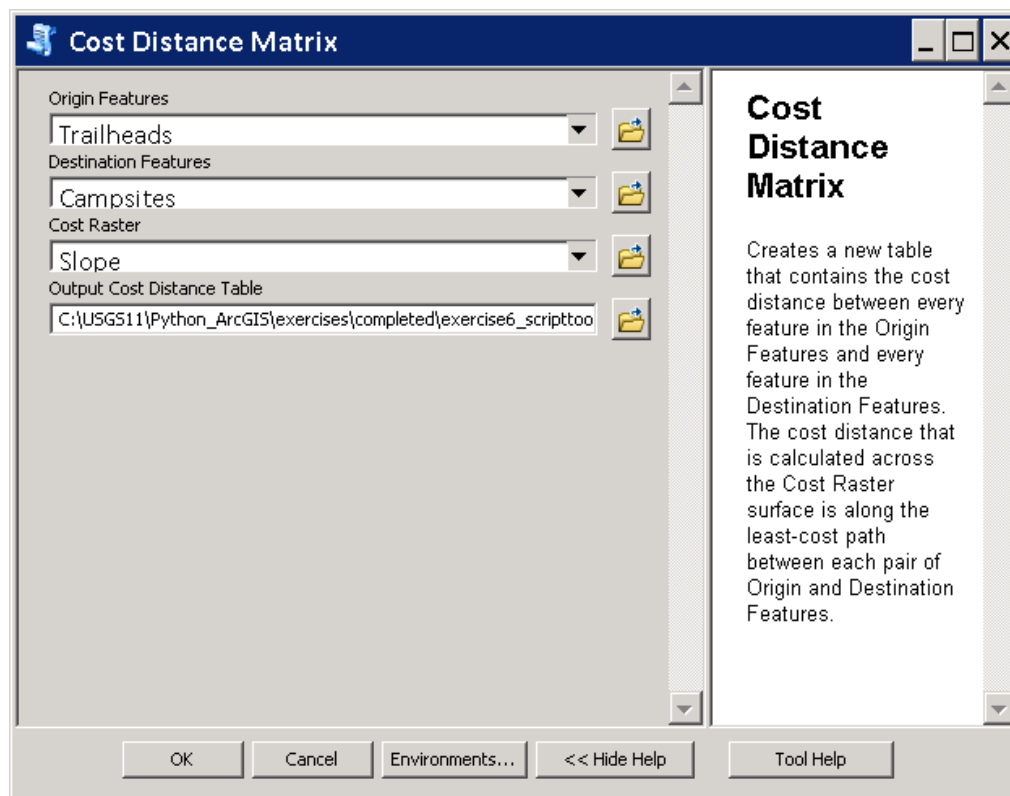 Cost Distance Matrix
Origin Features
Trailheads
Destination Features
Campsites
Cost Raster
Slope
Output Cost Distance Table
C:\USGS11\Python_ArcGIS\exercises\completed\exercise6_scripttoo
Cost
Distance
Matrix
Creates a new table
that contains the cost
distance between every
feature in the Origin
Features and every
feature in the
Destination Features.
The cost distance that
is calculated across
the Cost Raster
surface is along the
least-cost path
between each pair of
Origin and Destination
Features.
OK
Cancel
Environments...
<< Hide Help
Tool Help